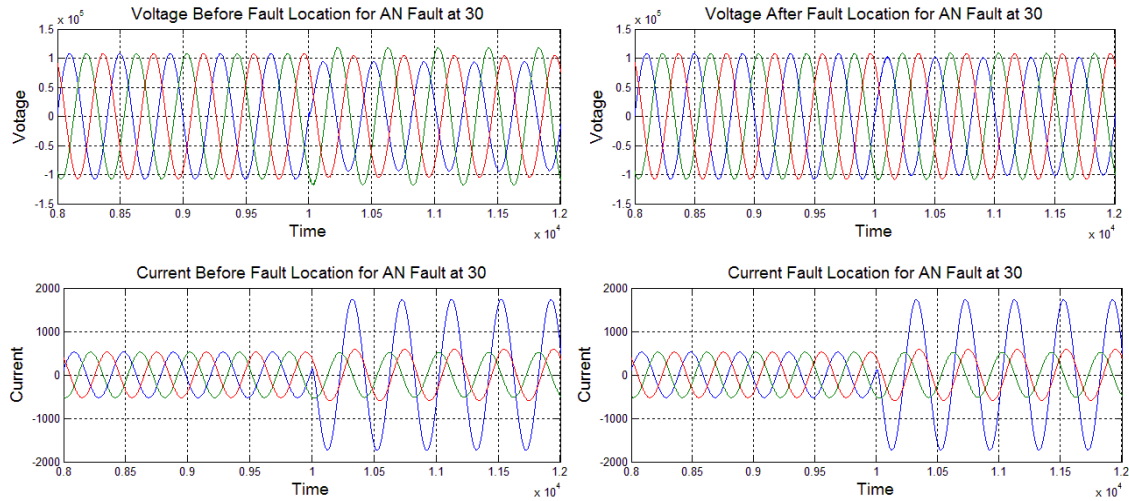 Voltage Before Fault Location for AN Fault at 30
x 10^5
1.5
1
0.5
0
-0.5
-1
-1.5
Votage
0.8 0.85 0.9 0.95 1 1.05 1.1 1.15 1.2
Time
x 10^4
Voltage After Fault Location for AN Fault at 30
x 10^5
1.5
1
0.5
0
-0.5
-1
-1.5
Votage
0.8 0.85 0.9 0.95 1 1.05 1.1 1.15 1.2
Time
x 10^4
Current Before Fault Location for AN Fault at 30
2000
1000
0
-1000
-2000
Current
0.8 0.85 0.9 0.95 1 1.05 1.1 1.15 1.2
Time
x 10^4
Current Fault Location for AN Fault at 30
2000
1000
0
-1000
-2000
Current
0.8 0.85 0.9 0.95 1 1.05 1.1 1.15 1.2
Time
x 10^4